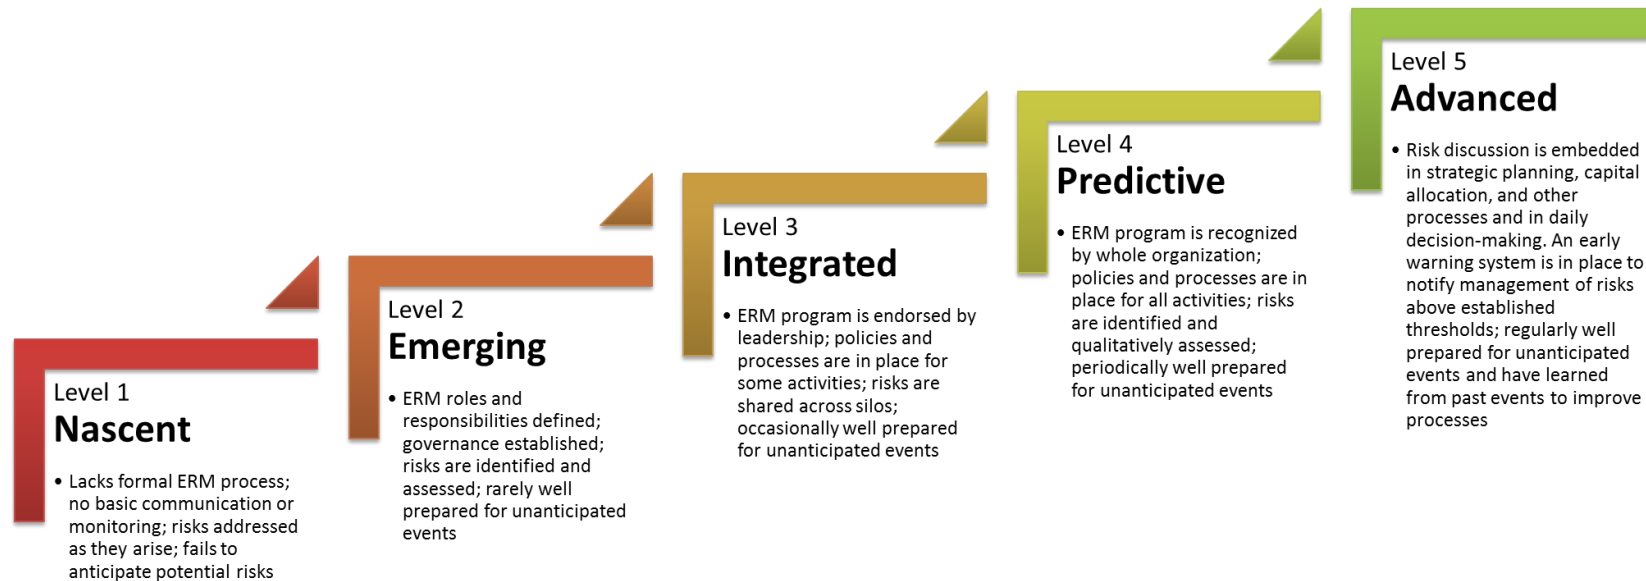 Level 1
Nascent
• Lacks formal ERM process;
no basic communication or
monitoring; risks addressed
as they arise; fails to
anticipate potential risks
Level 2
Emerging
• ERM roles and
responsibilities defined;
governance established;
risks are identified and
assessed; rarely well
prepared for unanticipated
events
Level 3
Integrated
• ERM program is endorsed by
leadership; policies and
processes are in place for
some activities; risks are
shared across silos;
occasionally well prepared
for unanticipated events
Level 4
Predictive
• ERM program is recognized
by whole organization;
policies and processes are in
place for all activities; risks
are identified and
qualitatively assessed;
periodically well prepared
for unanticipated events
Level 5
Advanced
• Risk discussion is embedded
in strategic planning, capital
allocation, and other
processes and in daily
decision-making. An early
warning system is in place to
notify management of risks
above established
thresholds; regularly well
prepared for unanticipated
events and have learned
from past events to improve
processes